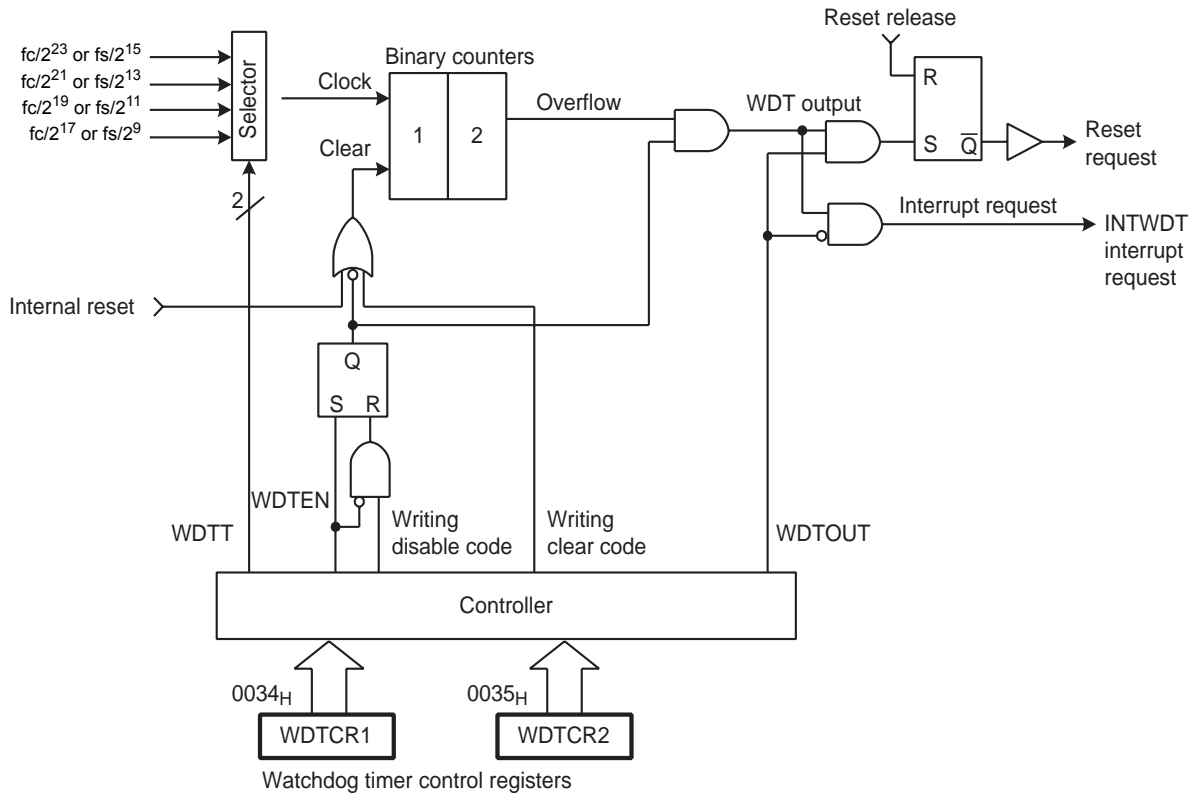 Reset release
fc/2^23 or fs/2^15
fc/2^21 or fs/2^13
fc/2^19 or fs/2^11
fc/2^17 or fs/2^9
Selector
Binary counters
Clock
1
2
Clear
Overflow
WDT output
R
S
Q̅
Reset
request
2
Interrupt request
INTWDT
interrupt
request
Internal reset
Q
S R
WDTEN
WDTT
Writing
disable code
Writing
clear code
WDTOUT
Controller
0034H
0035H
WDTCR1
WDTCR2
Watchdog timer control registers